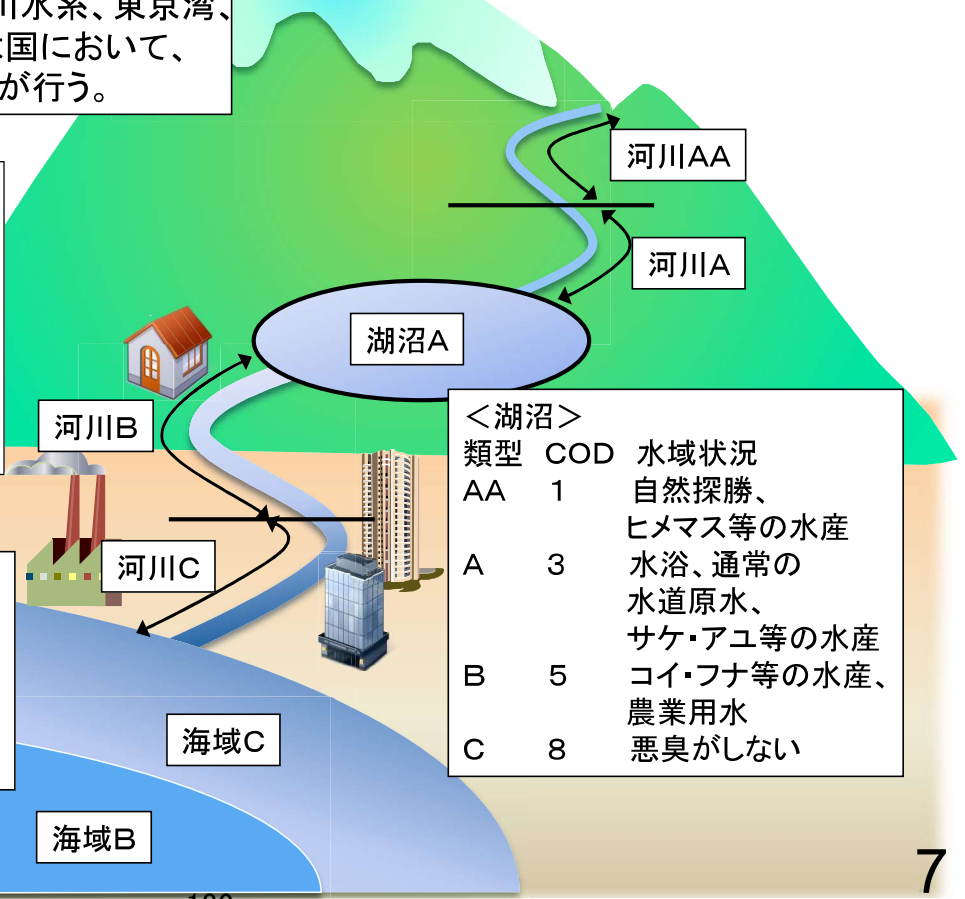 川水系、東京湾、
国において、
が行う。
河川AA
河川A
湖沼A
河川B
＜湖沼＞
類型　COD　水域状況
AA　1　自然探勝、
ヒメマス等の水産
A　3　水浴、通常の
水道原水、
サケ・アユ等の水産
B　5　コイ・フナ等の水産、
農業用水
C　8　悪臭がしない
河川C
海域C
海域B
7